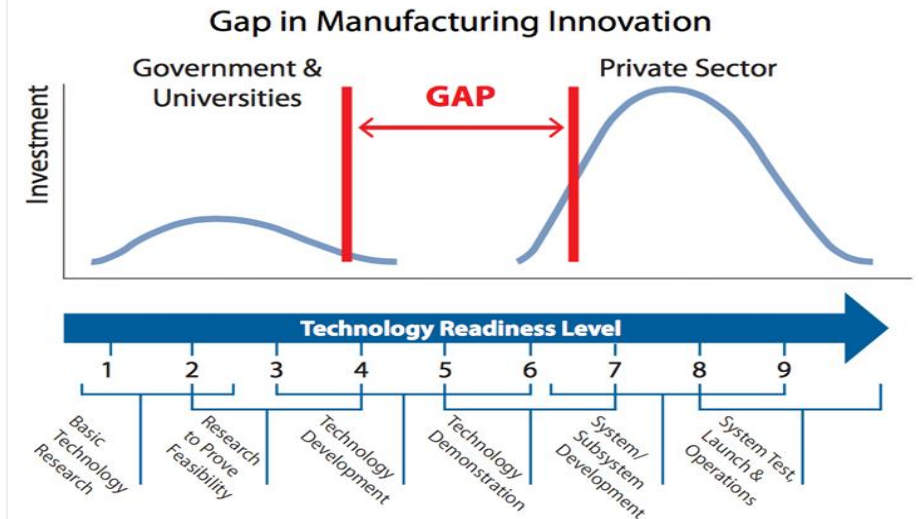 Gap in Manufacturing Innovation
Government &
Universities
Private Sector
GAP
Investment
Technology Readiness Level
1 2 3 4 5 6 7 8 9
Basic
Technology
Research
Research
to Prove
Feasibility
Technology
Development
Technology
Demonstration
System/
Subsystem
Development
System Test,
Launch &
Operations